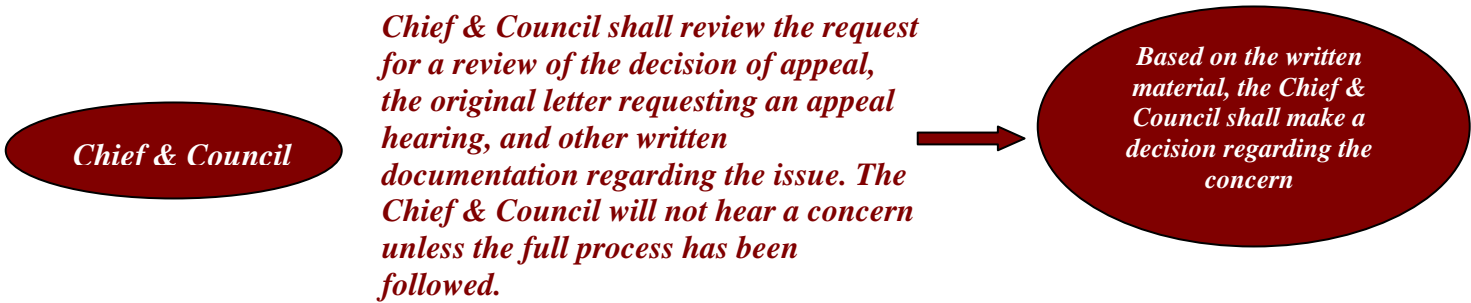 Chief & Council
Chief & Council shall review the request
for a review of the decision of appeal,
the original letter requesting an appeal
hearing, and other written
documentation regarding the issue. The
Chief & Council will not hear a concern
unless the full process has been
followed.
Based on the written
material, the Chief &
Council shall make a
decision regarding the
concern